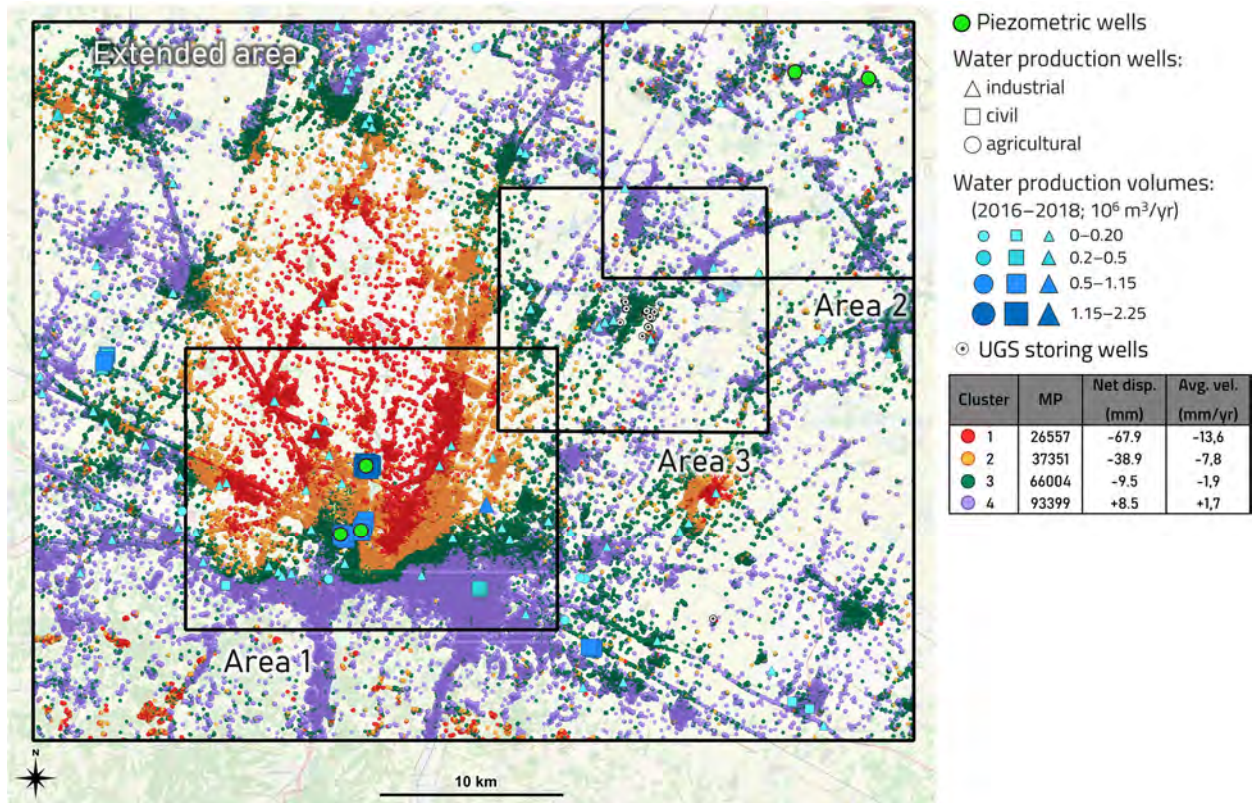 Extended area
Area 2
Area 3
Area 1
N
10 km
Piezometric wells
Water production wells:
industrial
civil
agricultural
Water production volumes:
(2016–2018; 10⁶ m³/yr)
0–0.20
0.2–0.5
0.5–1.15
1.15–2.25
UGS storing wells
Cluster MP Net disp. (mm) Avg. vel. (mm/yr)
1 26557 -67.9 -13,6
2 37351 -38.9 -7,8
3 66004 -9.5 -1,9
4 93399 +8.5 +1,7